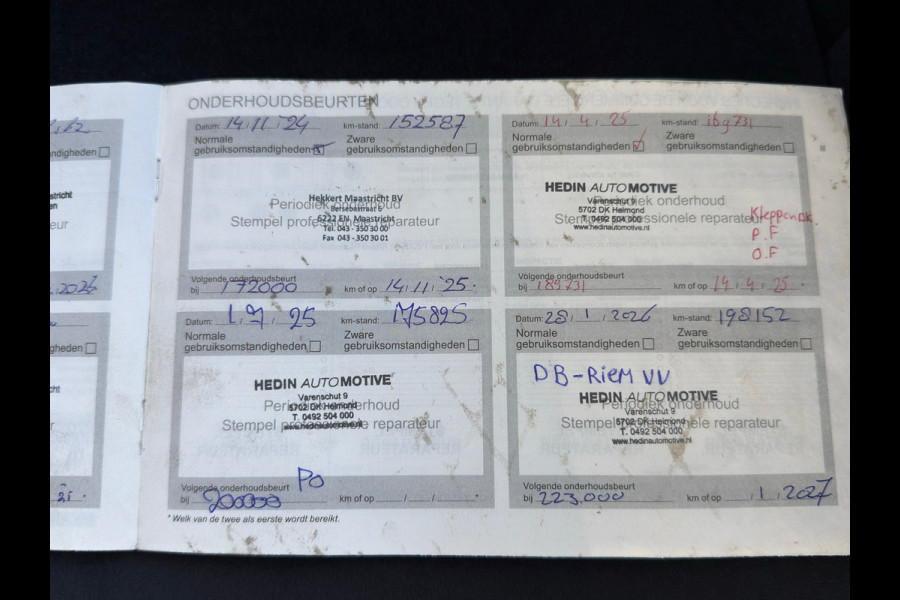 ONDERHOUDSBEURTEN
Datum: 14.11.'24 km-stand: 152587
Normale gebruiksomstandigheden Zware gebruiksomstandigheden
Periodiek onderhoud
Stempel professionele reparateur
Hekkert Maastricht BV
6222 EN Maastricht
Tel. 043 - 350 30 00
Fax 043 - 350 30 01
Volgende onderhoudsbeurt
bij 172000 km of op 14.11.'25.
Datum: 14.4.25 km-stand:
Normale gebruiksomstandigheden Zware gebruiksomstandigheden
HEDIN AUTOMOTIVE
Varenschut 9
5702 DK Helmond
T. 0492 504 000
www.hedinautomotive.nl
Periodiek onderhoud
Stempel professionele reparateur
Kleppen
P.F
O.F
Volgende onderhoudsbeurt
bij 189731 km of op 14.4.25.
Datum: 1.7.25 km-stand: 175895
Normale gebruiksomstandigheden Zware gebruiksomstandigheden
HEDIN AUTOMOTIVE
Varenschut 9
5702 DK Helmond
T. 0492 504 000
Periodiek onderhoud
Stempel professionele reparateur
Volgende onderhoudsbeurt PO
bij 200000 km of op / /
Datum: 28.1.2026 km-stand: 198152
Normale gebruiksomstandigheden Zware gebruiksomstandigheden
DB-RIEM VV
HEDIN AUTOMOTIVE
Varenschut 9
5702 DK Helmond
T. 0492 504 000
www.hedinautomotive.nl
Periodiek onderhoud
Stempel professionele reparateur
Volgende onderhoudsbeurt
bij 223.000 km of op 1.2027
* Welk van de twee als eerste wordt bereikt.